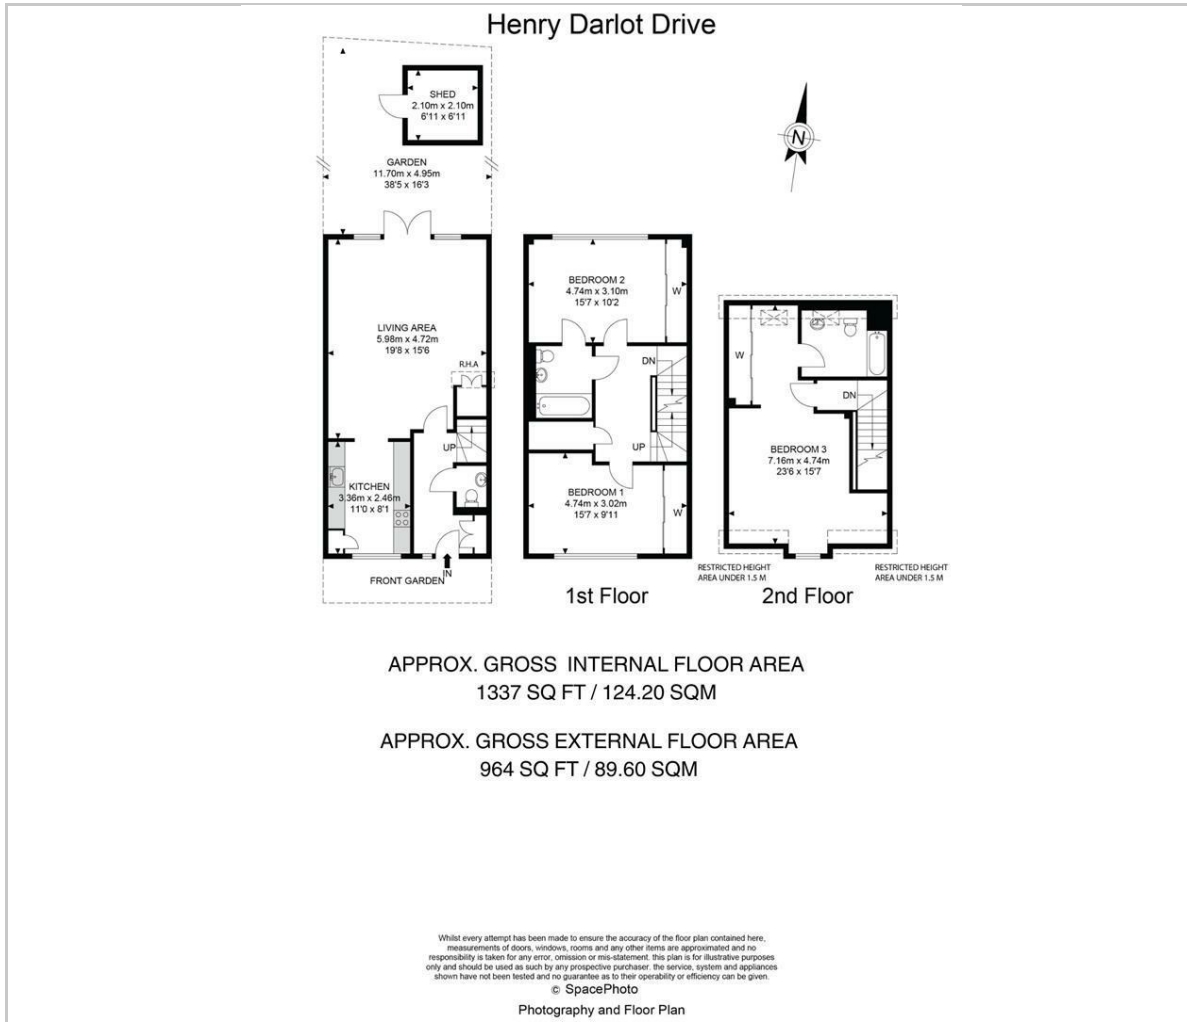 Henry Darlot Drive
SHED
2.10m x 2.10m
6'11 x 6'11
GARDEN
11.70m x 4.95m
38'5 x 16'3
N
LIVING AREA
5.98m x 4.72m
19'8 x 15'6
R.H.A
UP
KITCHEN
3.36m x 2.46m
11'0 x 8'1
IN
FRONT GARDEN
BEDROOM 2
4.74m x 3.10m
15'7 x 10'2
W
DN
UP
BEDROOM 1
4.74m x 3.02m
15'7 x 9'11
W
1st Floor
W
DN
BEDROOM 3
7.16m x 4.74m
23'6 x 15'7
RESTRICTED HEIGHT
AREA UNDER 1.5 M
RESTRICTED HEIGHT
AREA UNDER 1.5 M
2nd Floor
APPROX. GROSS INTERNAL FLOOR AREA
1337 SQ FT / 124.20 SQM
APPROX. GROSS EXTERNAL FLOOR AREA
964 SQ FT / 89.60 SQM
Whilst every attempt has been made to ensure the accuracy of the floor plan contained here,
measurements of doors, windows, rooms and any other items are approximated and no
responsibility is taken for any error, omission or mis-statement. this plan is for illustrative purposes
only and should be used as such by any prospective purchaser. the service, system and appliances
shown have not been tested and no guarantee as to their operability or efficiency can be given.
© SpacePhoto
Photography and Floor Plan